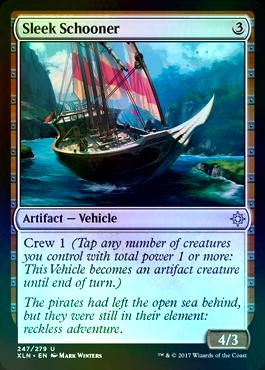 Sleek Schooner 3
Artifact — Vehicle
Crew 1 (Tap any number of creatures
you control with total power 1 or more:
This Vehicle becomes an artifact creature
until end of turn.)
The pirates had left the open sea behind,
but they were still in their element:
reckless adventure.
4/3
247/279 U
XLN • EN Mark Winters
™ & © 2017 Wizards of the Coast